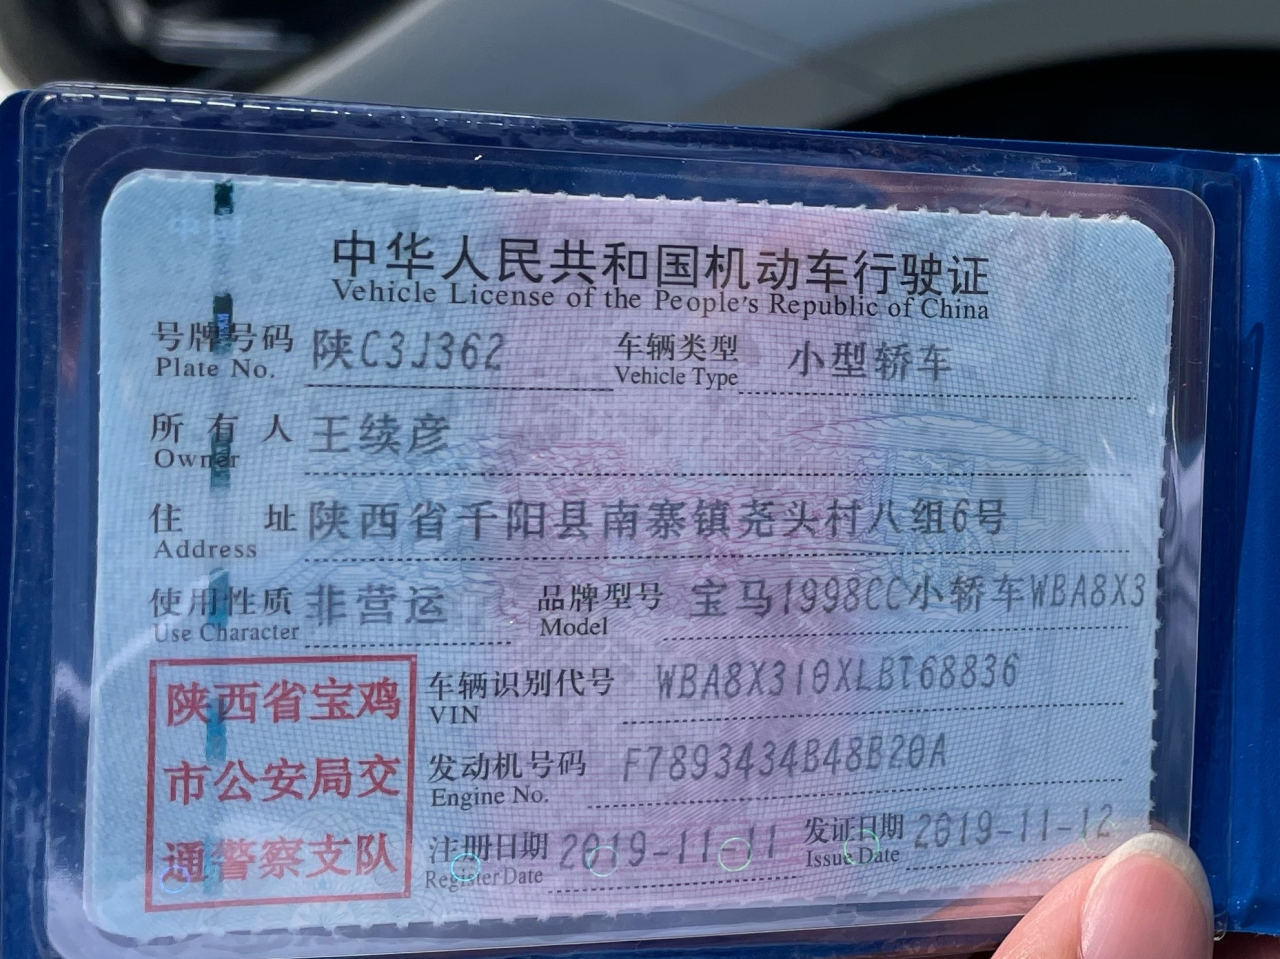 中华人民共和国机动车行驶证
Vehicle License of the People's Republic of China
号牌号码 陕C3J362 车辆类型 小型轿车
Plate No. Vehicle Type
所有人 王续彦
Owner
住址 陕西省千阳县南寨镇尧头村八组6号
Address
使用性质 非营运 品牌型号 宝马1998CC小轿车WBA8X3
Use Character Model
陕西省宝鸡
市公安局交
通警察支队
车辆识别代号 WBA8X310XLBT68836
VIN
发动机号码 F7893434B48B20A
Engine No.
注册日期 2019-11-11 发证日期 2019-11-12
Register Date Issue Date